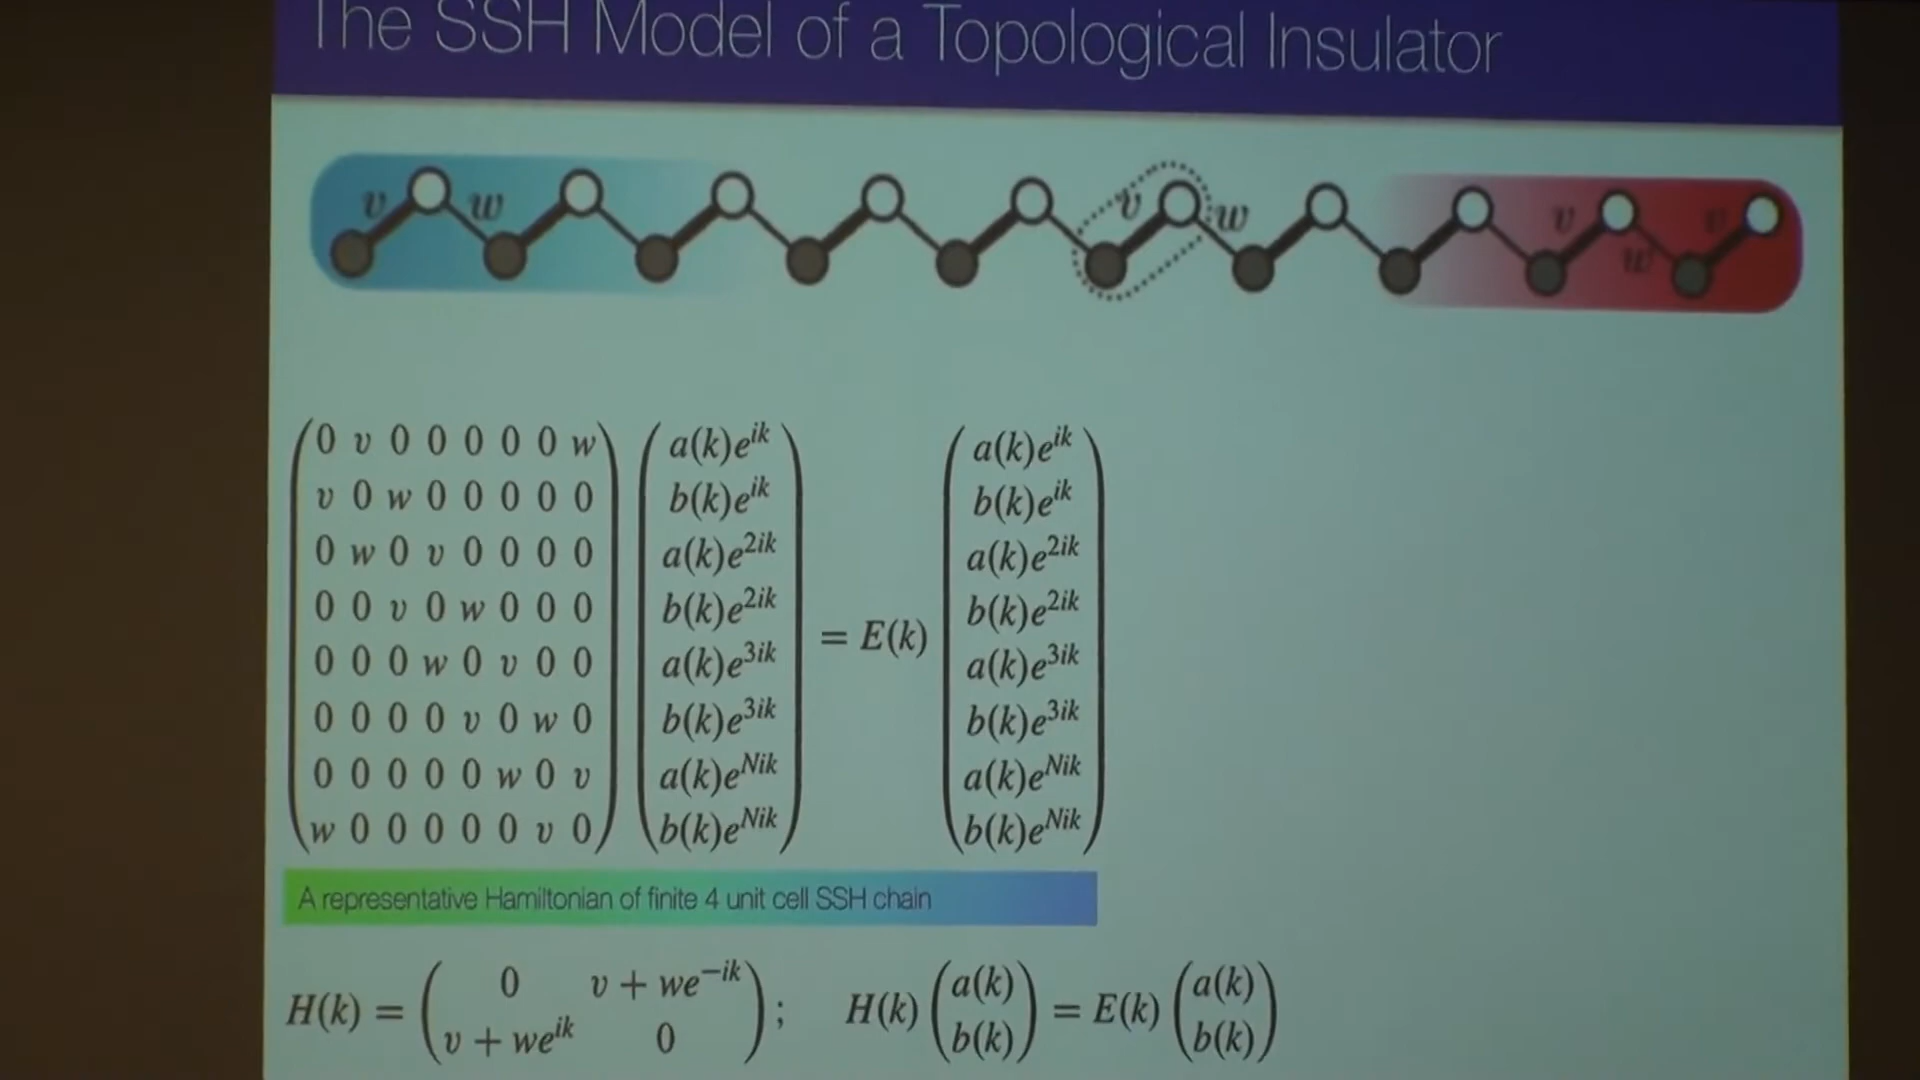 The SSH Model of a Topological Insulator
v w v w v w v
( 0 v 0 0 0 0 0 w ) ( a(k)e^{ik} ) ( a(k)e^{ik} )
v 0 w 0 0 0 0 0 b(k)e^{ik} b(k)e^{ik}
0 w 0 v 0 0 0 0 a(k)e^{2ik} a(k)e^{2ik}
0 0 v 0 w 0 0 0 b(k)e^{2ik} = E(k) b(k)e^{2ik}
0 0 0 w 0 v 0 0 a(k)e^{3ik} a(k)e^{3ik}
0 0 0 0 v 0 w 0 b(k)e^{3ik} b(k)e^{3ik}
0 0 0 0 0 w 0 v a(k)e^{Nik} a(k)e^{Nik}
w 0 0 0 0 0 v 0 b(k)e^{Nik} b(k)e^{Nik}
A representative Hamiltonian of finite 4 unit cell SSH chain
H(k) = ( 0 v + we^{-ik} ; v + we^{ik} 0 ) ; H(k) ( a(k) b(k) ) = E(k) ( a(k) b(k) )